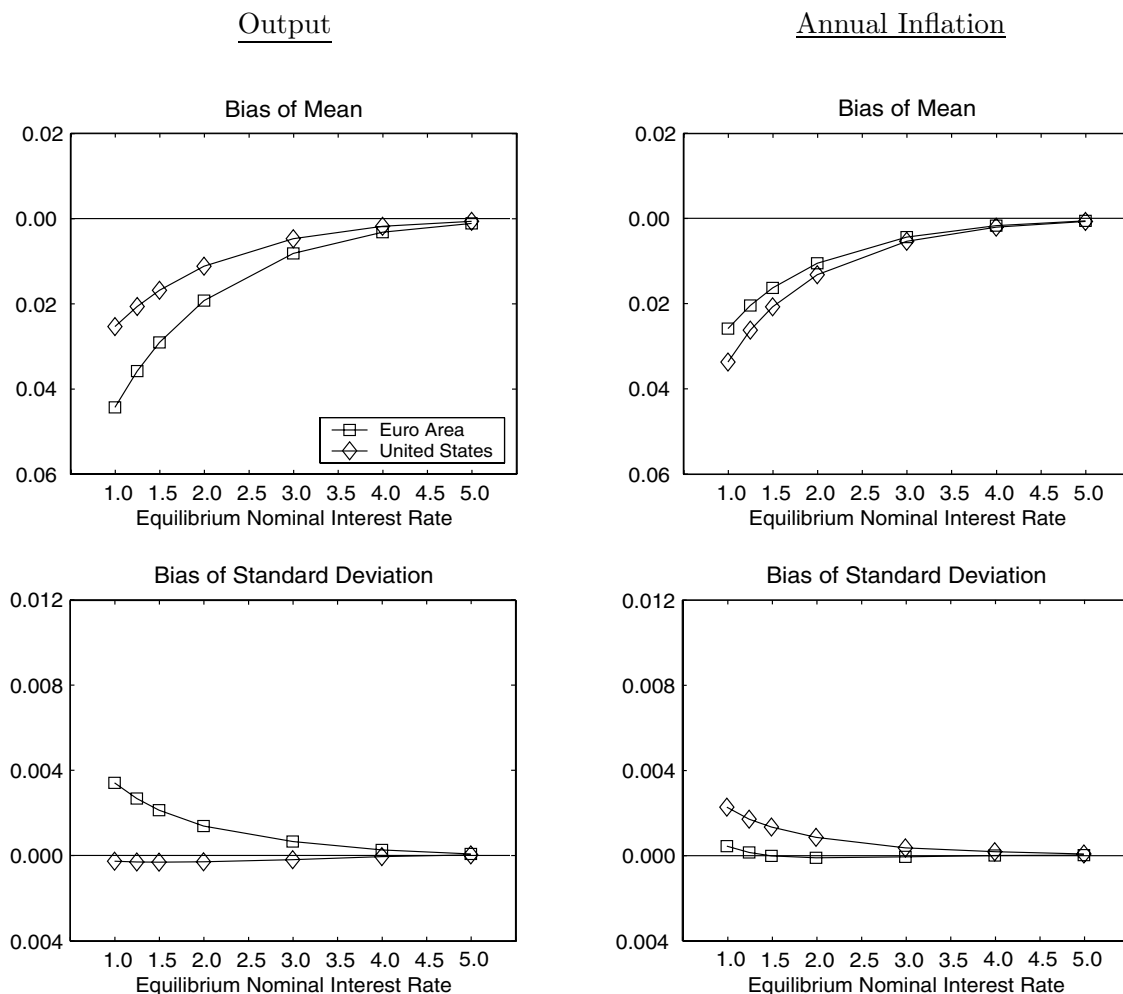 Output
Annual Inflation
Bias of Mean
0.02
0.00
0.02
0.04
0.06
Euro Area
United States
1.0 1.5 2.0 2.5 3.0 3.5 4.0 4.5 5.0
Equilibrium Nominal Interest Rate
Bias of Mean
0.02
0.00
0.02
0.04
0.06
1.0 1.5 2.0 2.5 3.0 3.5 4.0 4.5 5.0
Equilibrium Nominal Interest Rate
Bias of Standard Deviation
0.012
0.008
0.004
0.000
0.004
1.0 1.5 2.0 2.5 3.0 3.5 4.0 4.5 5.0
Equilibrium Nominal Interest Rate
Bias of Standard Deviation
0.012
0.008
0.004
0.000
0.004
1.0 1.5 2.0 2.5 3.0 3.5 4.0 4.5 5.0
Equilibrium Nominal Interest Rate